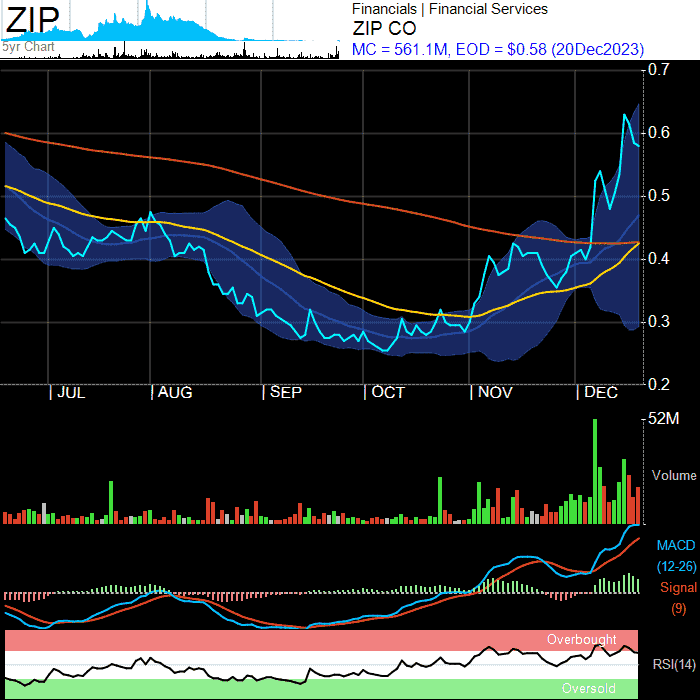 ZIP
5yr Chart
Financials | Financial Services
ZIP CO
MC = 561.1M, EOD = $0.58 (20Dec2023)
0.7
0.6
0.5
0.4
0.3
0.2
| JUL | AUG | SEP | OCT | NOV | DEC
52M
Volume
MACD
(12-26)
Signal
(9)
Overbought
RSI(14)
Oversold